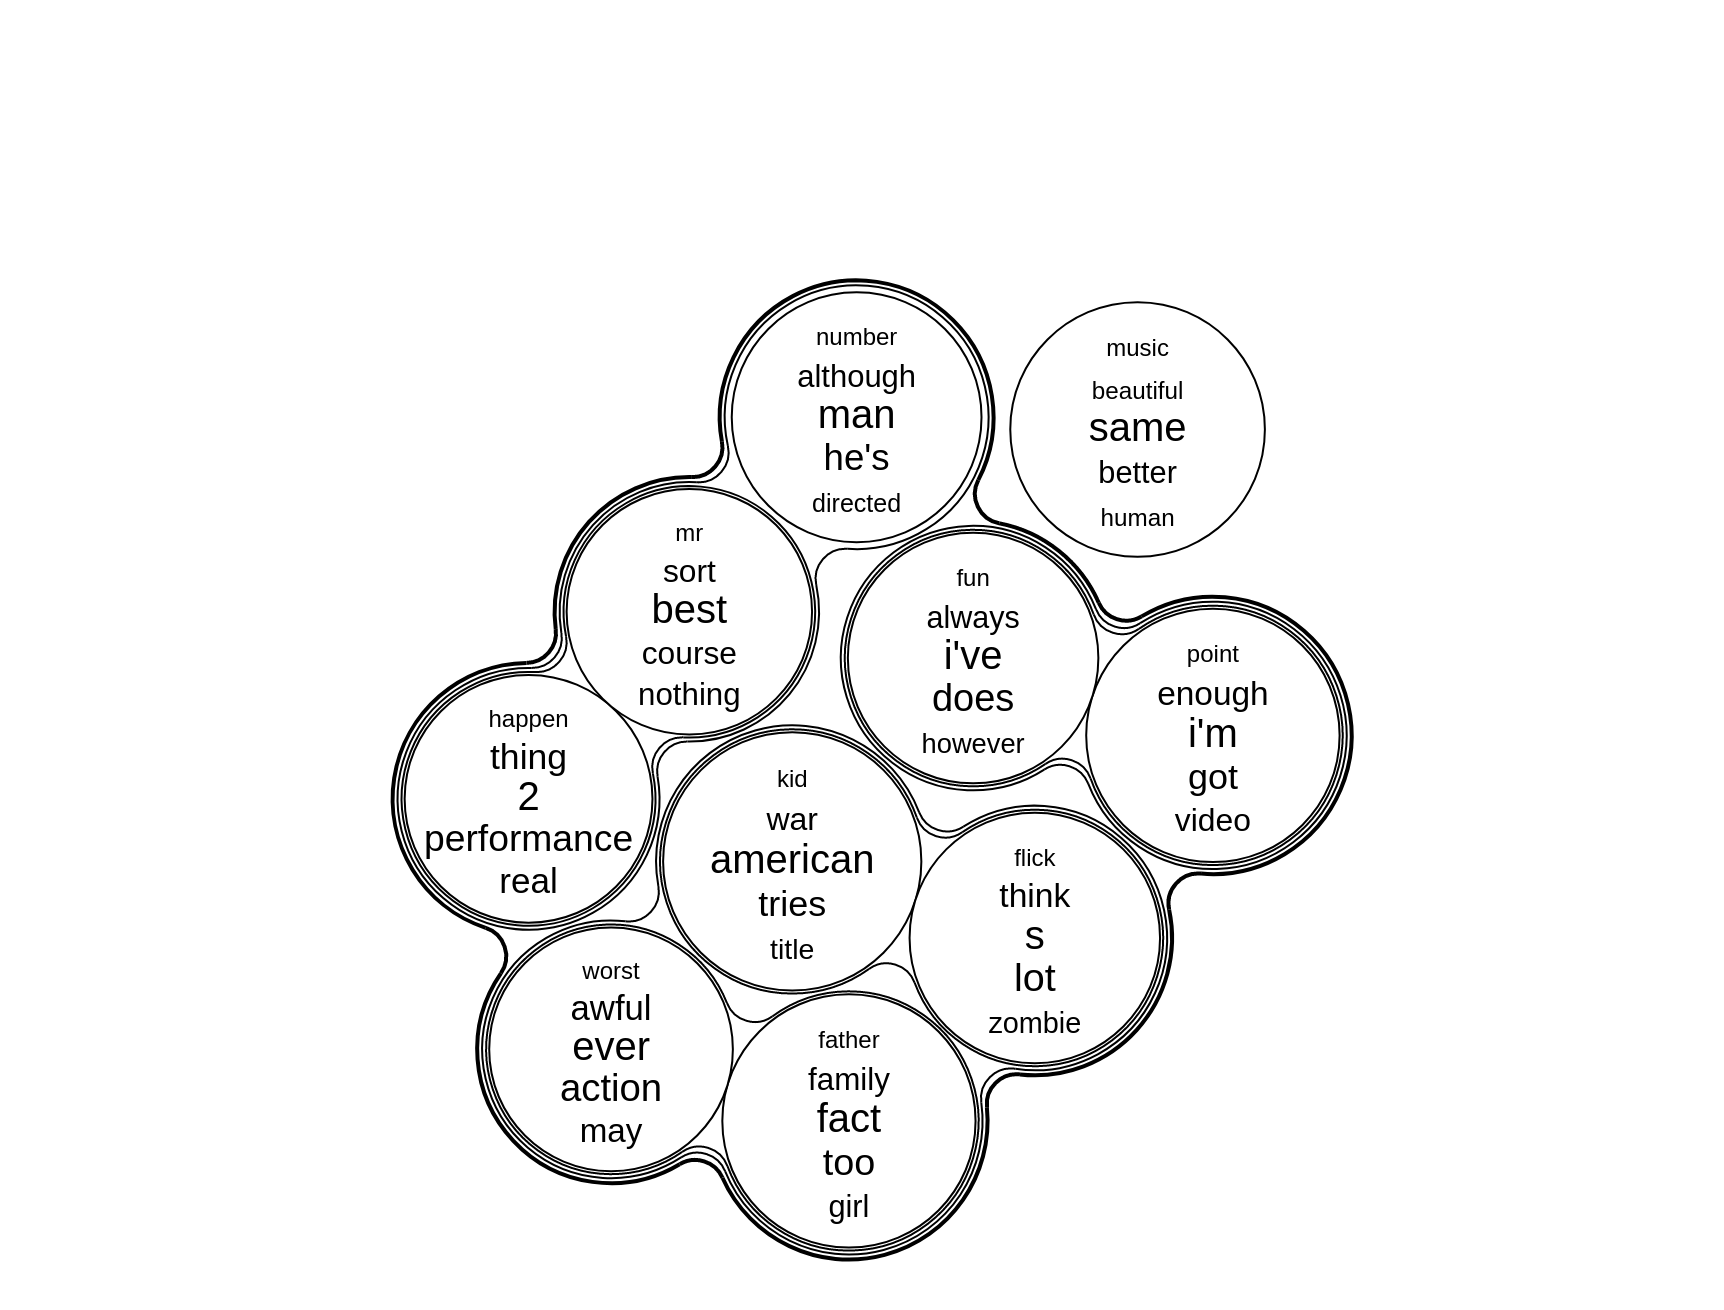 number
although
man
he's
directed
music
beautiful
same
better
human
mr
sort
best
course
nothing
fun
always
i've
does
however
point
enough
i'm
got
video
happen
thing
2
performance
real
kid
war
american
tries
title
flick
think
s
lot
zombie
worst
awful
ever
action
may
father
family
fact
too
girl